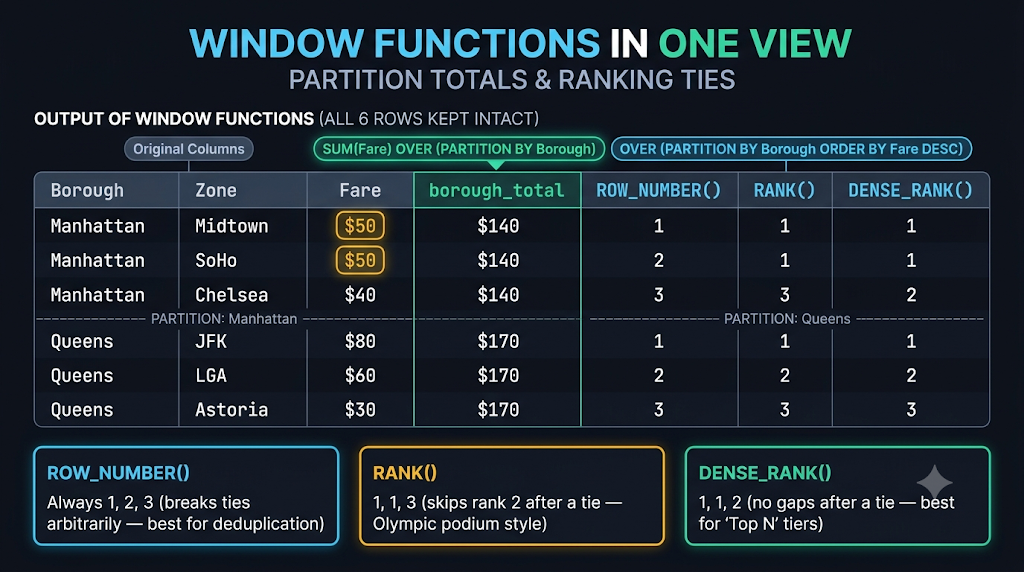 WINDOW FUNCTIONS IN ONE VIEW
PARTITION TOTALS & RANKING TIES
OUTPUT OF WINDOW FUNCTIONS (ALL 6 ROWS KEPT INTACT)
Original Columns SUM(Fare) OVER (PARTITION BY Borough) OVER (PARTITION BY Borough ORDER BY Fare DESC)
Borough Zone Fare borough_total ROW_NUMBER() RANK() DENSE_RANK()
Manhattan Midtown $50 $140 1 1 1
Manhattan SoHo $50 $140 2 1 1
Manhattan Chelsea $40 $140 3 3 2
PARTITION: Manhattan PARTITION: Queens
Queens JFK $80 $170 1 1 1
Queens LGA $60 $170 2 2 2
Queens Astoria $30 $170 3 3 3
ROW_NUMBER()
Always 1, 2, 3 (breaks ties
arbitrarily — best for deduplication)
RANK()
1, 1, 3 (skips rank 2 after a tie —
Olympic podium style)
DENSE_RANK()
1, 1, 2 (no gaps after a tie — best
for ‘Top N’ tiers)